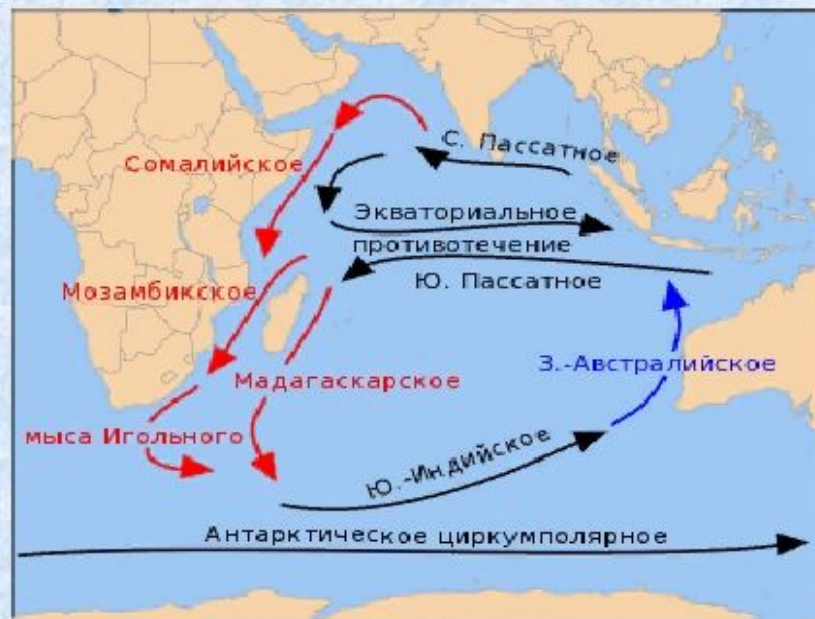 С. Пассатное
Сомалийское
Экваториальное
противотечение
Ю. Пассатное
Мозамбикское
Мадагаскарское
З.-Австралийское
мыса Игольного
Ю.-Индийское
Антарктическое циркумполярное